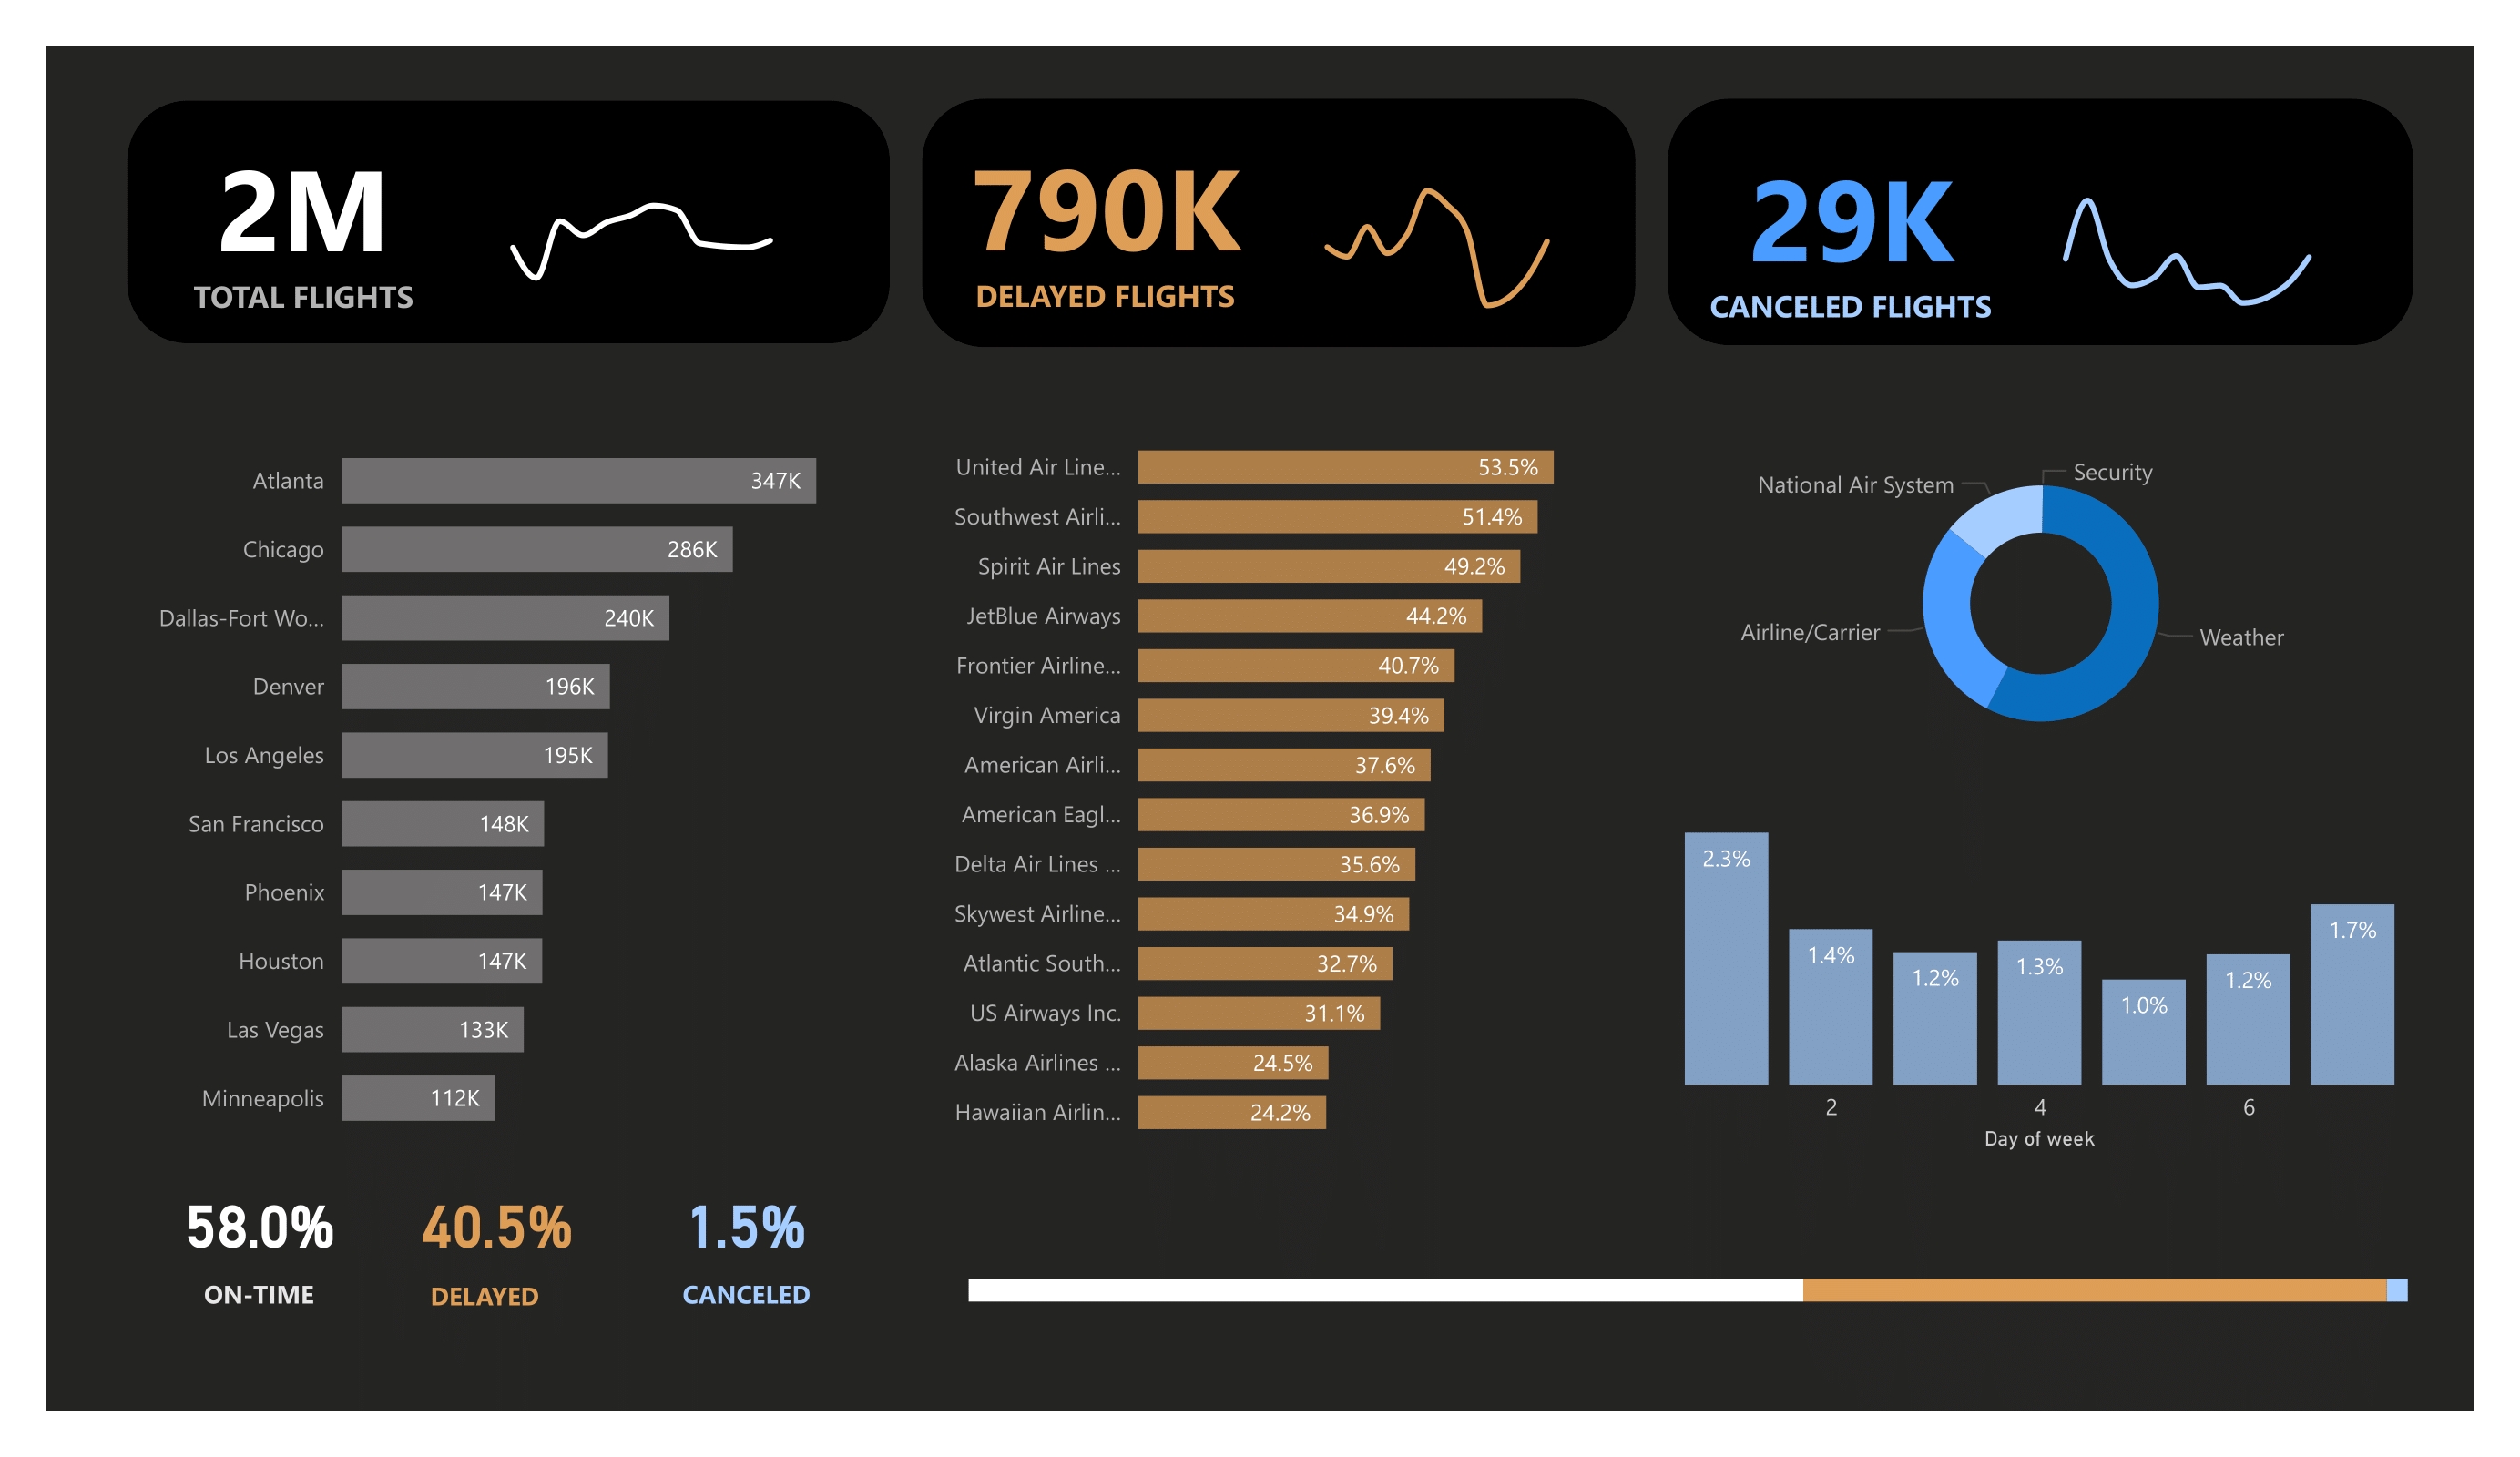 2M
TOTAL FLIGHTS
790K
DELAYED FLIGHTS
29K
CANCELED FLIGHTS
Atlanta 347K
Chicago 286K
Dallas-Fort Wo... 240K
Denver 196K
Los Angeles 195K
San Francisco 148K
Phoenix 147K
Houston 147K
Las Vegas 133K
Minneapolis 112K
United Air Line... 53.5%
Southwest Airli... 51.4%
Spirit Air Lines 49.2%
JetBlue Airways 44.2%
Frontier Airline... 40.7%
Virgin America 39.4%
American Airli... 37.6%
American Eagl... 36.9%
Delta Air Lines ... 35.6%
Skywest Airline... 34.9%
Atlantic South... 32.7%
US Airways Inc. 31.1%
Alaska Airlines ... 24.5%
Hawaiian Airlin... 24.2%
Security
National Air System
Airline/Carrier
Weather
2.3%
1.4%
1.2%
1.3%
1.0%
1.2%
1.7%
2 4 6
Day of week
58.0%
ON-TIME
40.5%
DELAYED
1.5%
CANCELED